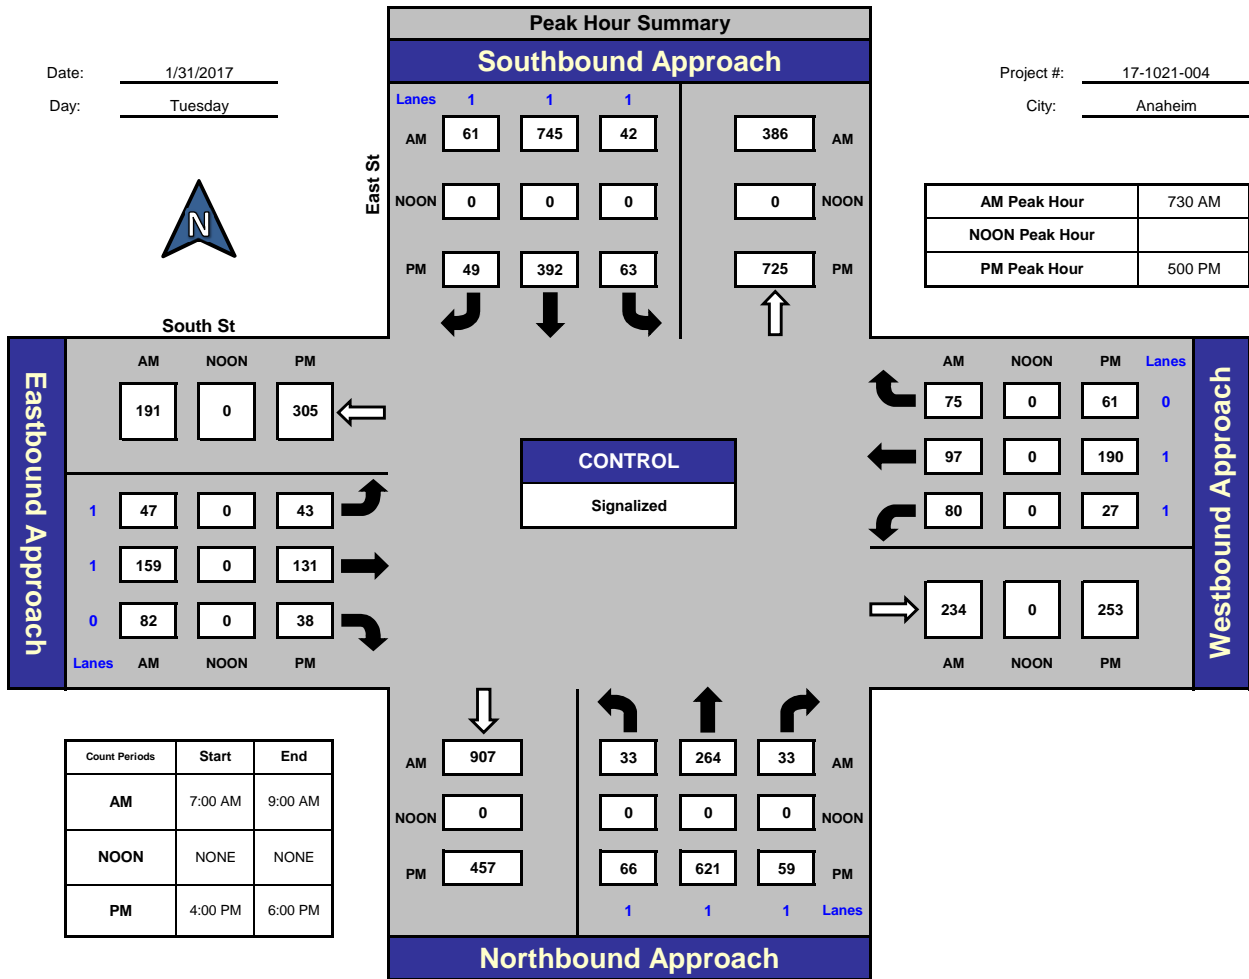 Peak Hour Summary
Southbound Approach
Date: 1/31/2017
Project #: 17-1021-004
Day: Tuesday
City: Anaheim
Lanes 1 1 1
AM 61 745 42 386 AM
East St
N
NOON 0 0 0 0 NOON
AM Peak Hour 730 AM
NOON Peak Hour
PM Peak Hour 500 PM
PM 49 392 63 725 PM
South St
Eastbound Approach
AM NOON PM
191 0 305
1 47 0 43
1 159 0 131
0 82 0 38
Lanes AM NOON PM
CONTROL
Signalized
AM NOON PM Lanes
75 0 61 0
97 0 190 1
80 0 27 1
234 0 253
AM NOON PM
Westbound Approach
Count Periods Start End
AM 7:00 AM 9:00 AM
NOON NONE NONE
PM 4:00 PM 6:00 PM
AM 907 33 264 33 AM
NOON 0 0 0 0 NOON
PM 457 66 621 59 PM
1 1 1 Lanes
Northbound Approach